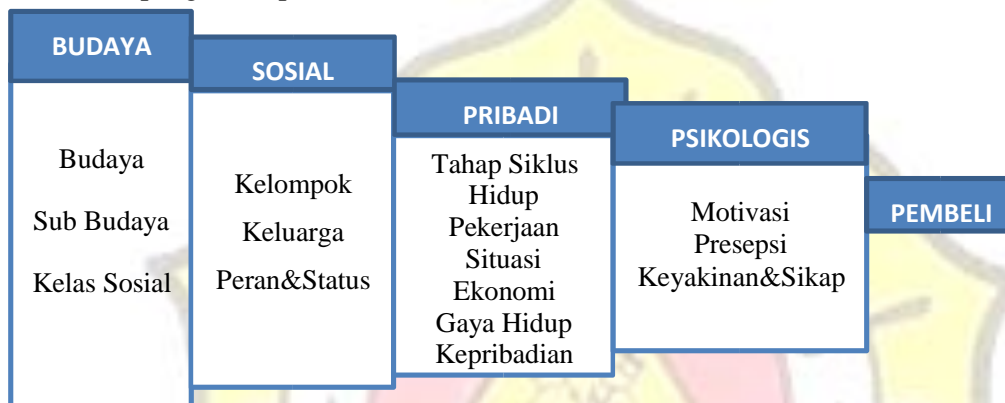 BUDAYA
Budaya
Sub Budaya
Kelas Sosial
SOSIAL
Kelompok
Keluarga
Peran&Status
PRIBADI
Tahap Siklus
Hidup
Pekerjaan
Situasi
Ekonomi
Gaya Hidup
Kepribadian
PSIKOLOGIS
Motivasi
Presepsi
Keyakinan&Sikap
PEMBELI